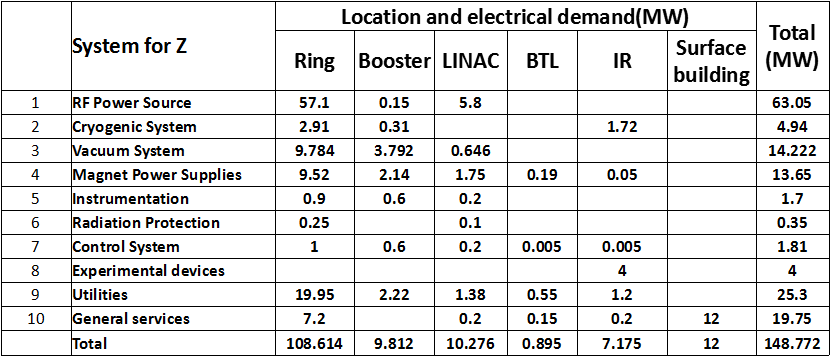 System for Z Location and electrical demand(MW) Total (MW)
Ring Booster LINAC BTL IR Surface building
1 RF Power Source 57.1 0.15 5.8 63.05
2 Cryogenic System 2.91 0.31 1.72 4.94
3 Vacuum System 9.784 3.792 0.646 14.222
4 Magnet Power Supplies 9.52 2.14 1.75 0.19 0.05 13.65
5 Instrumentation 0.9 0.6 0.2 1.7
6 Radiation Protection 0.25 0.1 0.35
7 Control System 1 0.6 0.2 0.005 0.005 1.81
8 Experimental devices 4 4
9 Utilities 19.95 2.22 1.38 0.55 1.2 25.3
10 General services 7.2 0.2 0.15 0.2 12 19.75
Total 108.614 9.812 10.276 0.895 7.175 12 148.772